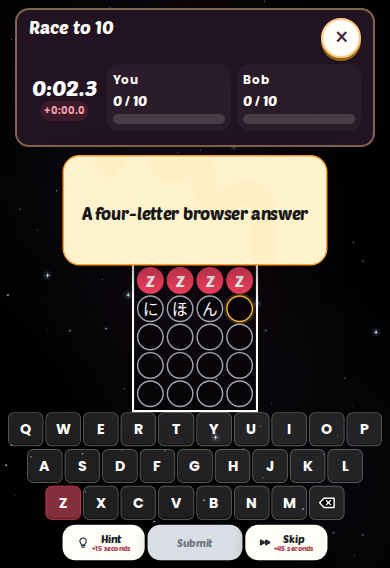 Race to 10
×
0:02.3
+0:00.0
You
0 / 10
Bob
0 / 10
A four-letter browser answer
Z Z Z Z
に ほ ん
Q W E R T Y U I O P
A S D F G H J K L
Z X C V B N M
Hint
+15 seconds
Submit
Skip
+45 seconds